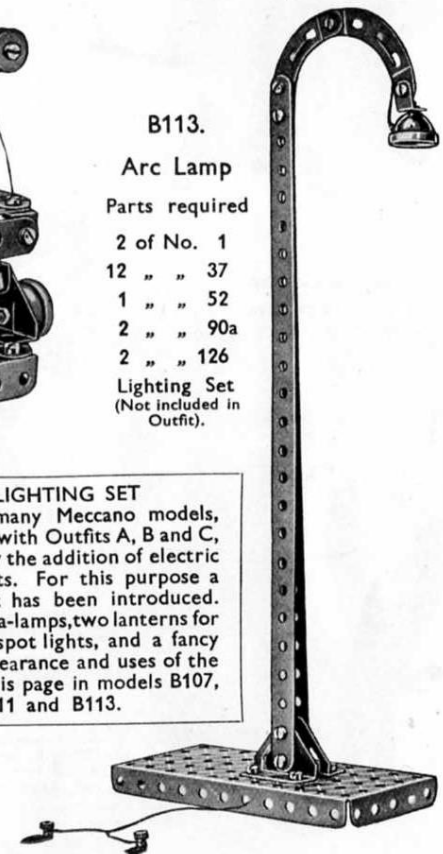 B113.
Arc Lamp
Parts required
2 of No. 1
12 „ „ 37
1 „ „ 52
2 „ „ 90a
2 „ „ 126
Lighting Set
(Not included in
Outfit).
LIGHTING SET
many Meccano models,
with Outfits A, B and C,
the addition of electric
ts. For this purpose a
has been introduced.
a-lamps,two lanterns for
spot lights, and a fancy
earance and uses of the
is page in models B107,
11 and B113.